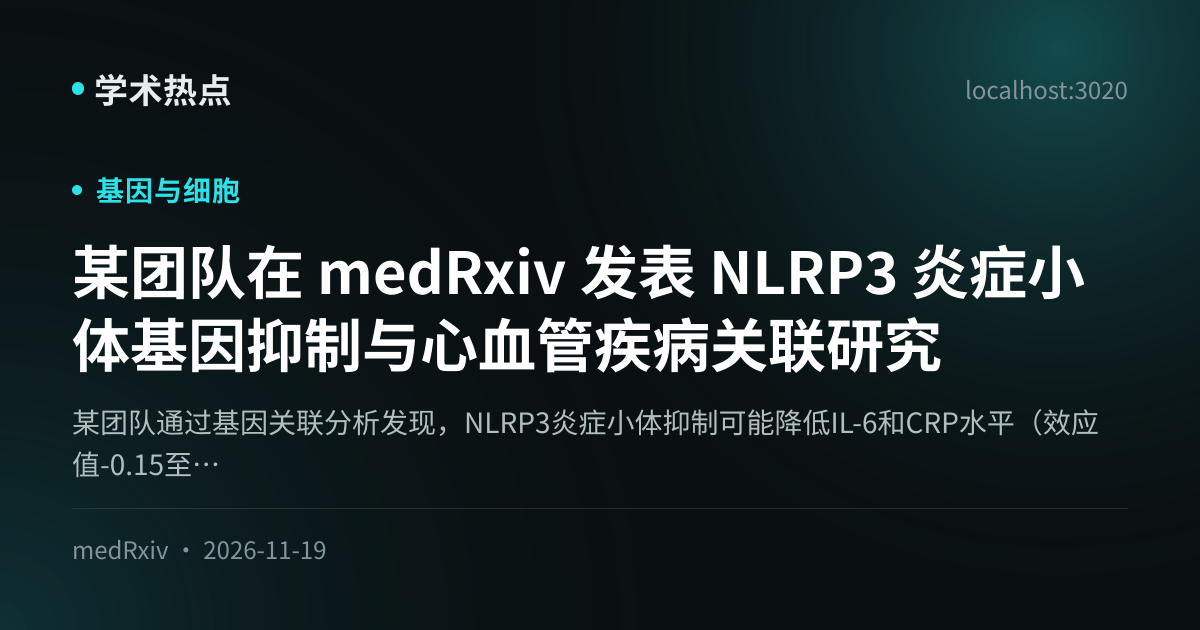 学术热点
localhost:3020
基因与细胞
某团队在 medRxiv 发表 NLRP3 炎症小
体基因抑制与心血管疾病关联研究
某团队通过基因关联分析发现，NLRP3炎症小体抑制可能降低IL-6和CRP水平（效应
值-0.15至…
medRxiv · 2026-11-19